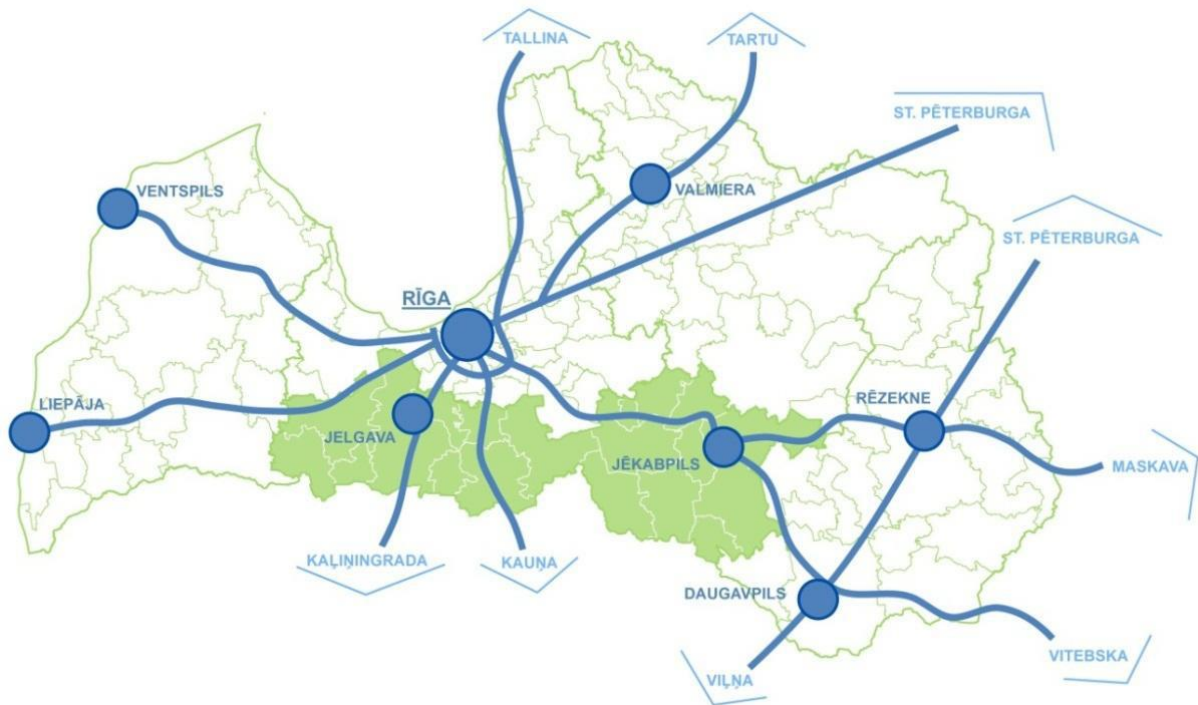 TALLINA
TARTU
ST. PĒTERBURGA
VENTSPILS
VALMIERA
ST. PĒTERBURGA
RĪGA
LIEPĀJA
RĒZEKNE
JELGAVA
JĒKABPILS
MASKAVA
KAĻIŅINGRADA
KAUŅA
DAUGAVPILS
VITEBSKA
VIĻŅA